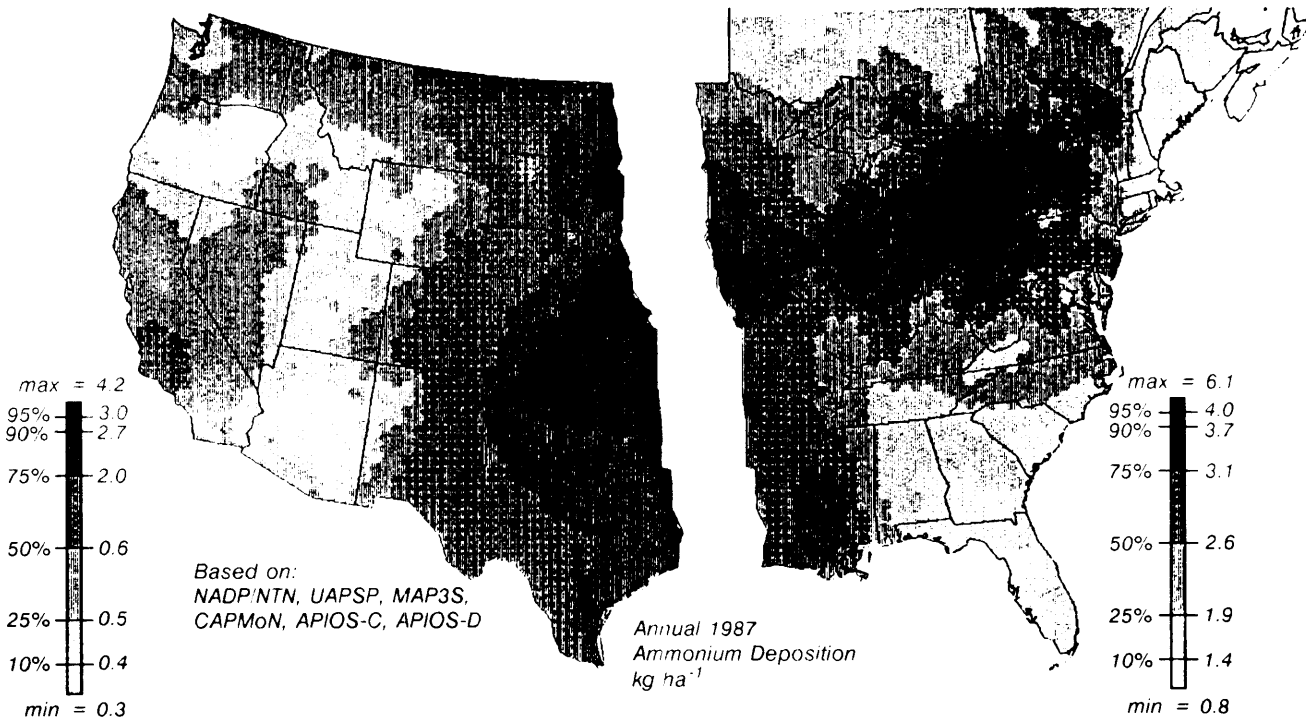 max = 4.2
95% 3.0
90% 2.7
75% 2.0
50% 0.6
25% 0.5
10% 0.4
min = 0.3
Based on:
NADP/NTN, UAPSP, MAP3S,
CAPMoN, APIOS-C, APIOS-D
Annual 1987
Ammonium Deposition
kg ha⁻¹
max = 6.1
95% 4.0
90% 3.7
75% 3.1
50% 2.6
25% 1.9
10% 1.4
min = 0.8